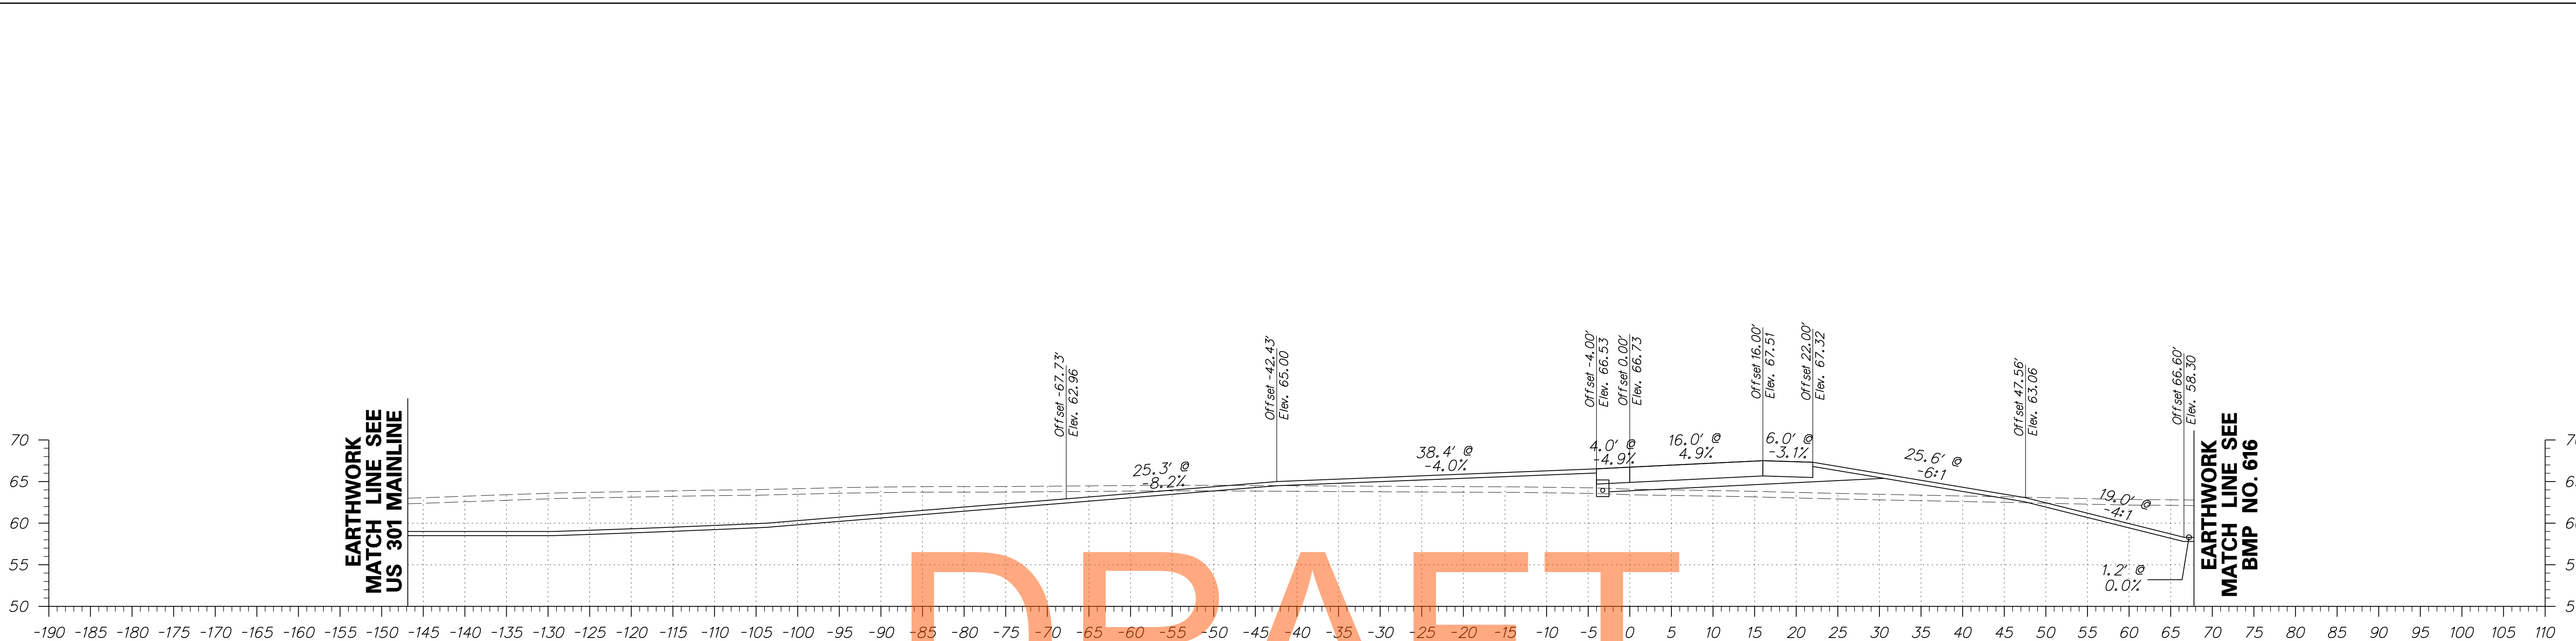 Offset -67.73'
Elev. 62.96
Offset -42.43'
Elev. 65.00
Offset -4.00'
Elev. 66.53
Offset 0.00'
Elev. 66.73
Offset 16.00'
Elev. 67.51
Offset 22.00'
Elev. 67.32
Offset 47.56'
Elev. 63.06
Offset 66.60'
Elev. 58.30
EARTHWORK
MATCH LINE SEE
US 301 MAINLINE
25.3' @
-8.2%
38.4' @
-4.0%
4.0' @
-4.9%
16.0' @
4.9%
6.0' @
-3.1%
25.6' @
-6:1
19.0' @
-4:1
1.2' @
0.0%
EARTHWORK
MATCH LINE SEE
BMP NO. 616
70
65
60
55
50
DRAFT
-190 -185 -180 -175 -170 -165 -160 -155 -150 -145 -140 -135 -130 -125 -120 -115 -110 -105 -100 -95 -90 -85 -80 -75 -70 -65 -60 -55 -50 -45 -40 -35 -30 -25 -20 -15 -10 -5 0 5 10 15 20 25 30 35 40 45 50 55 60 65 70 75 80 85 90 95 100 105 110